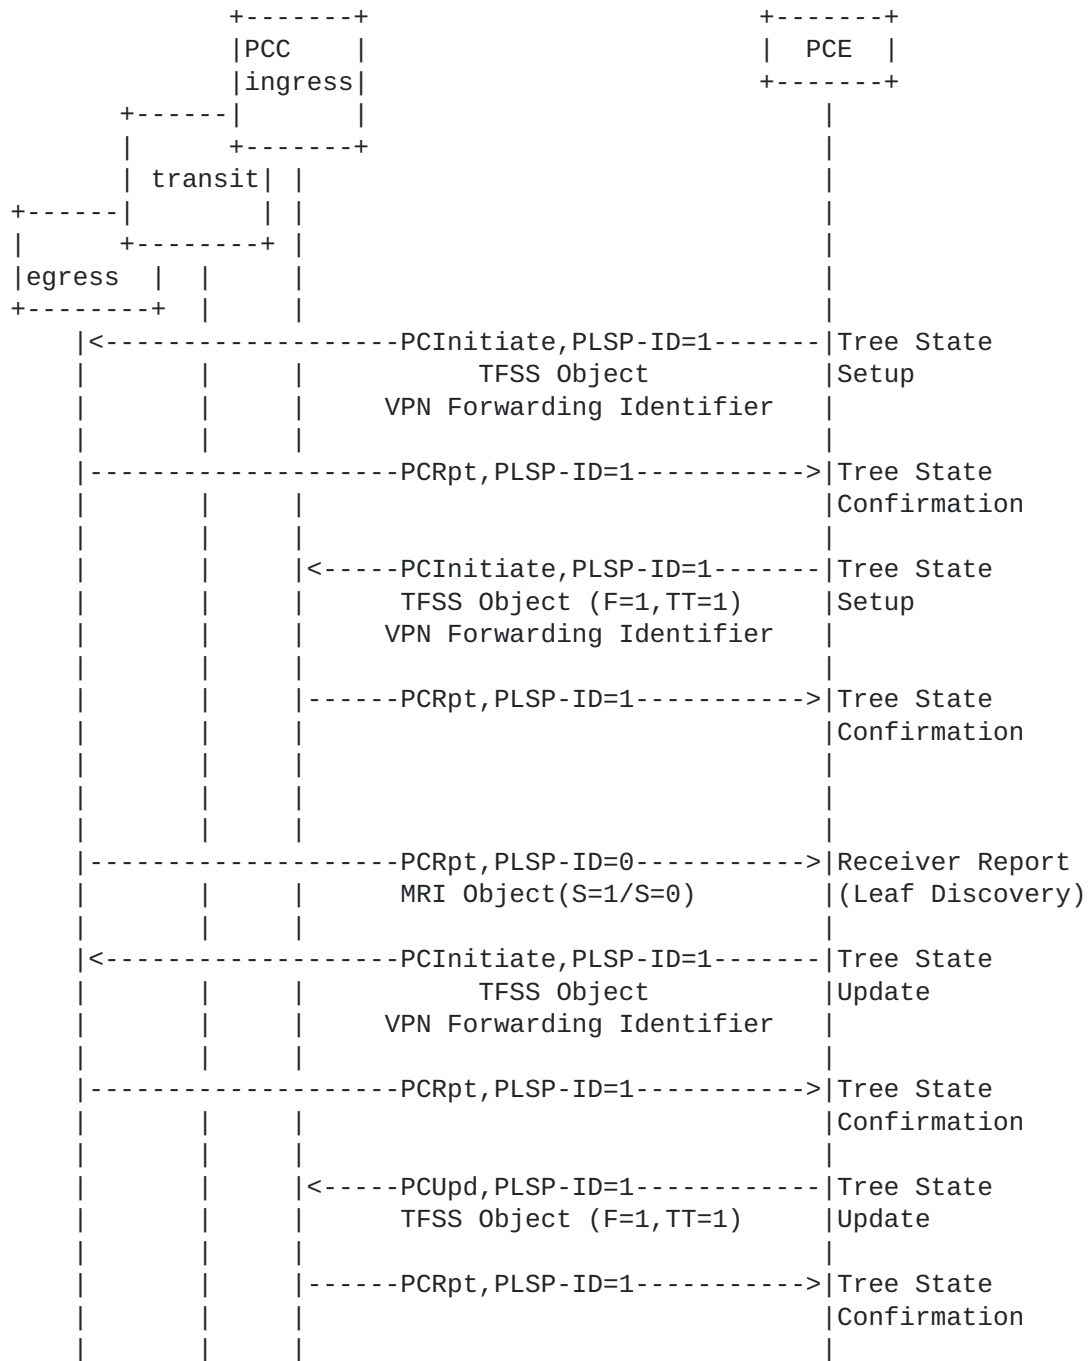 PCC
PCE
ingress
transit
egress
PCInitiate,PLSP-ID=1 Tree State
TFSS Object Setup
VPN Forwarding Identifier
PCRpt,PLSP-ID=1 Tree State
Confirmation
PCInitiate,PLSP-ID=1 Tree State
TFSS Object (F=1,TT=1) Setup
VPN Forwarding Identifier
PCRpt,PLSP-ID=1 Tree State
Confirmation
PCRpt,PLSP-ID=0 Receiver Report
MRI Object(S=1/S=0) (Leaf Discovery)
PCInitiate,PLSP-ID=1 Tree State
TFSS Object Update
VPN Forwarding Identifier
PCRpt,PLSP-ID=1 Tree State
Confirmation
PCUpd,PLSP-ID=1 Tree State
TFSS Object (F=1,TT=1) Update
PCRpt,PLSP-ID=1 Tree State
Confirmation